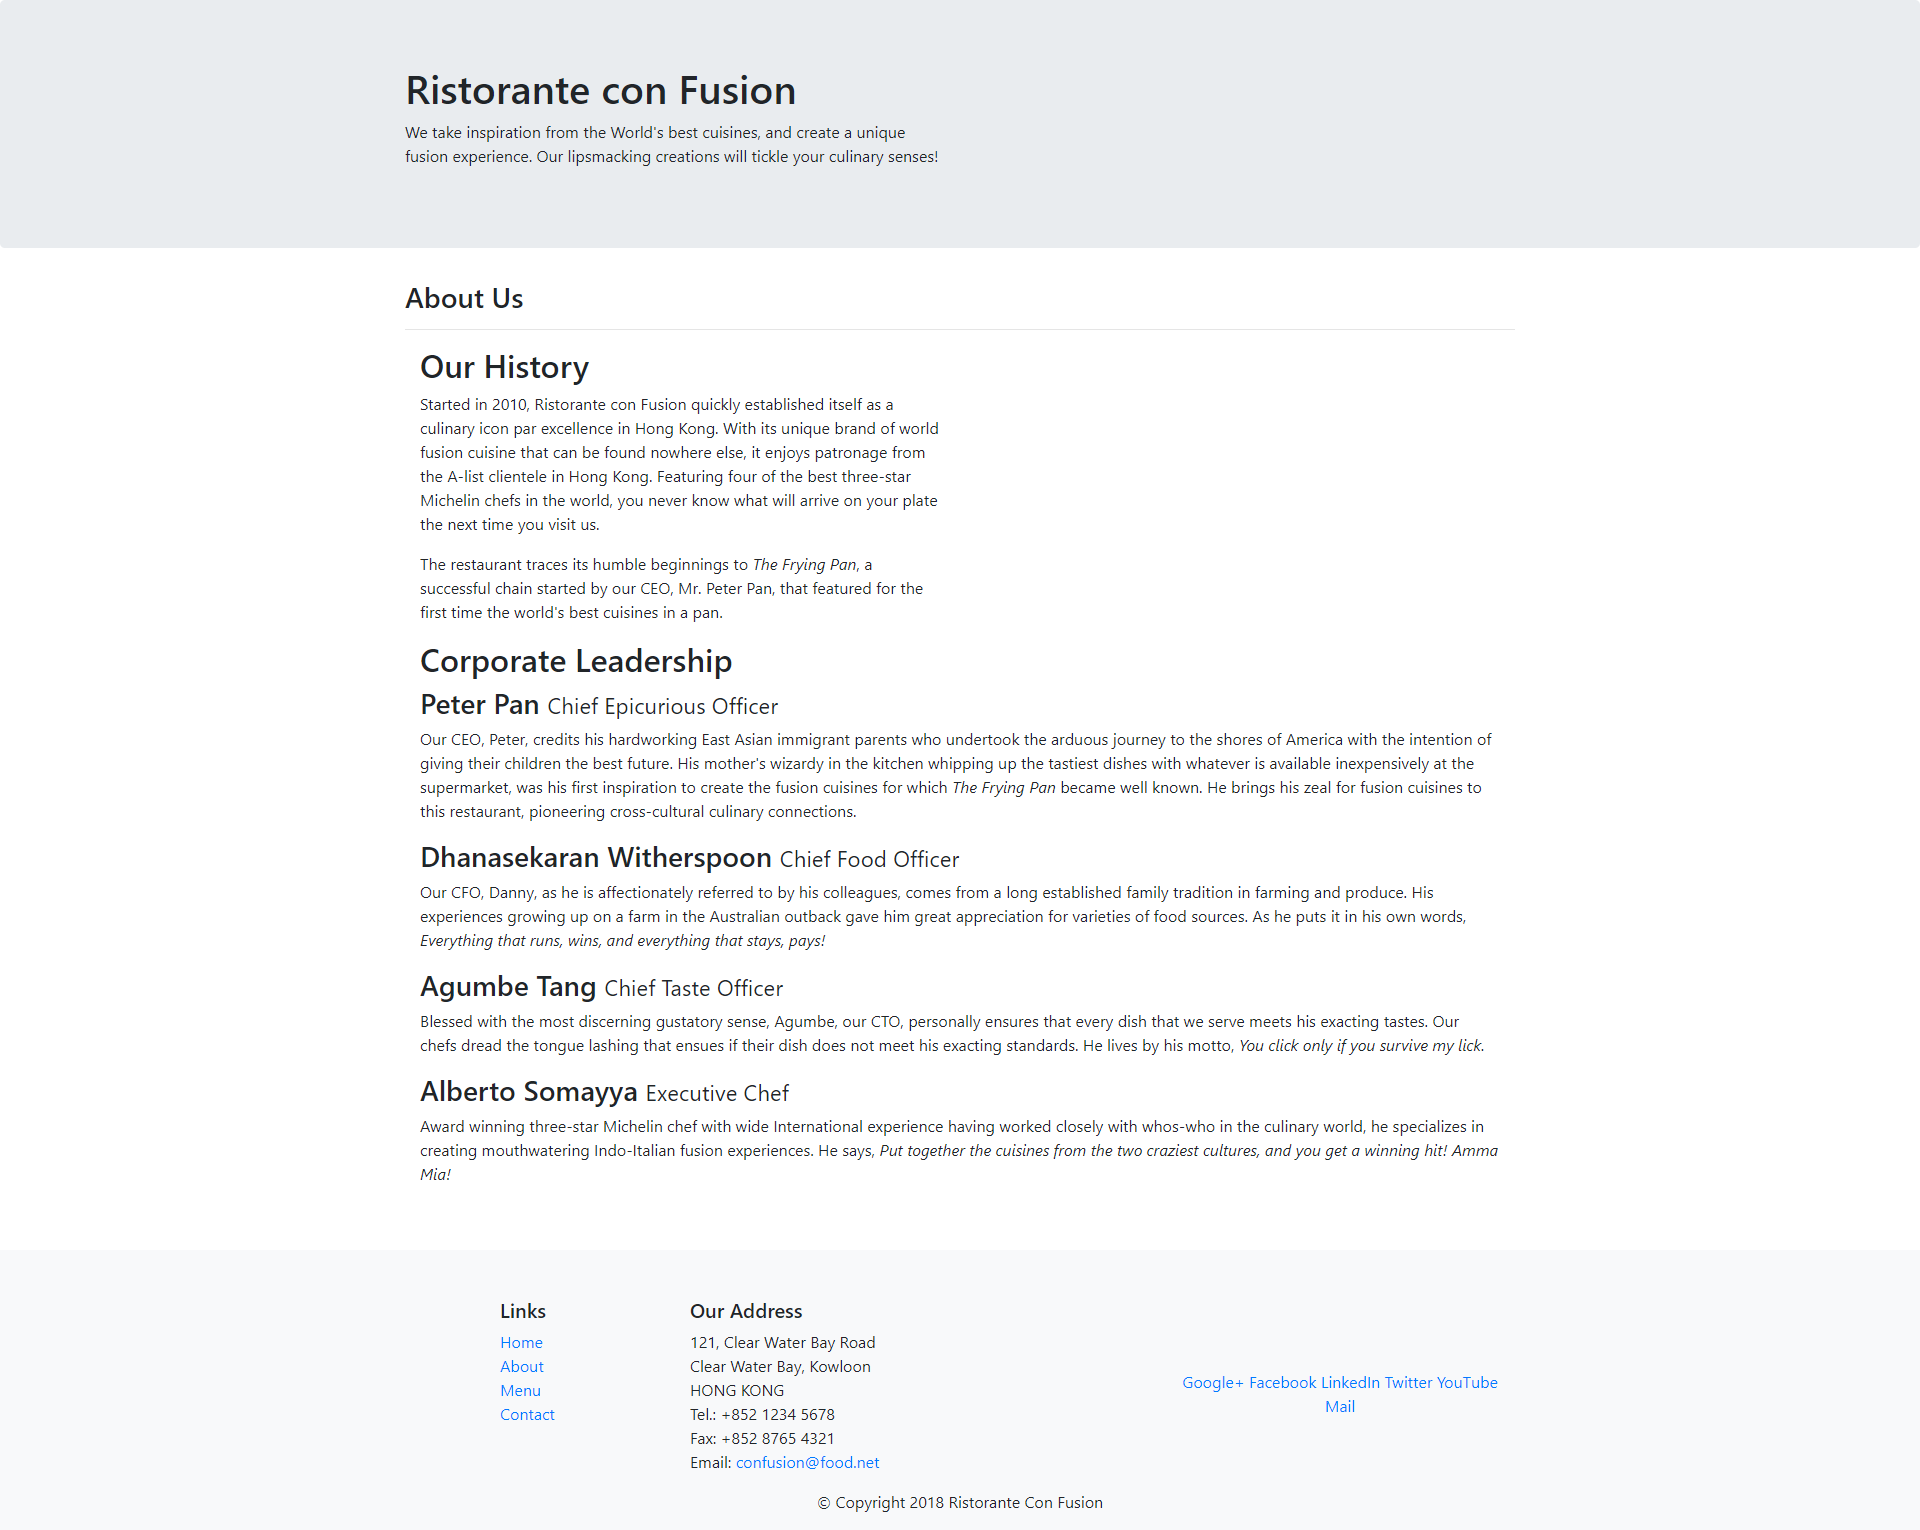 Ristorante con Fusion
We take inspiration from the World's best cuisines, and create a unique
fusion experience. Our lipsmacking creations will tickle your culinary senses!
About Us
Our History
Started in 2010, Ristorante con Fusion quickly established itself as a
culinary icon par excellence in Hong Kong. With its unique brand of world
fusion cuisine that can be found nowhere else, it enjoys patronage from
the A-list clientele in Hong Kong. Featuring four of the best three-star
Michelin chefs in the world, you never know what will arrive on your plate
the next time you visit us.
The restaurant traces its humble beginnings to The Frying Pan, a
successful chain started by our CEO, Mr. Peter Pan, that featured for the
first time the world's best cuisines in a pan.
Corporate Leadership
Peter Pan Chief Epicurious Officer
Our CEO, Peter, credits his hardworking East Asian immigrant parents who undertook the arduous journey to the shores of America with the intention of
giving their children the best future. His mother's wizardy in the kitchen whipping up the tastiest dishes with whatever is available inexpensively at the
supermarket, was his first inspiration to create the fusion cuisines for which The Frying Pan became well known. He brings his zeal for fusion cuisines to
this restaurant, pioneering cross-cultural culinary connections.
Dhanasekaran Witherspoon Chief Food Officer
Our CFO, Danny, as he is affectionately referred to by his colleagues, comes from a long established family tradition in farming and produce. His
experiences growing up on a farm in the Australian outback gave him great appreciation for varieties of food sources. As he puts it in his own words,
Everything that runs, wins, and everything that stays, pays!
Agumbe Tang Chief Taste Officer
Blessed with the most discerning gustatory sense, Agumbe, our CTO, personally ensures that every dish that we serve meets his exacting tastes. Our
chefs dread the tongue lashing that ensues if their dish does not meet his exacting standards. He lives by his motto, You click only if you survive my lick.
Alberto Somayya Executive Chef
Award winning three-star Michelin chef with wide International experience having worked closely with whos-who in the culinary world, he specializes in
creating mouthwatering Indo-Italian fusion experiences. He says, Put together the cuisines from the two craziest cultures, and you get a winning hit! Amma
Mia!
Links
Home
About
Menu
Contact
Our Address
121, Clear Water Bay Road
Clear Water Bay, Kowloon
HONG KONG
Tel.: +852 1234 5678
Fax: +852 8765 4321
Email: confusion@food.net
Google+ Facebook LinkedIn Twitter YouTube
Mail
© Copyright 2018 Ristorante Con Fusion